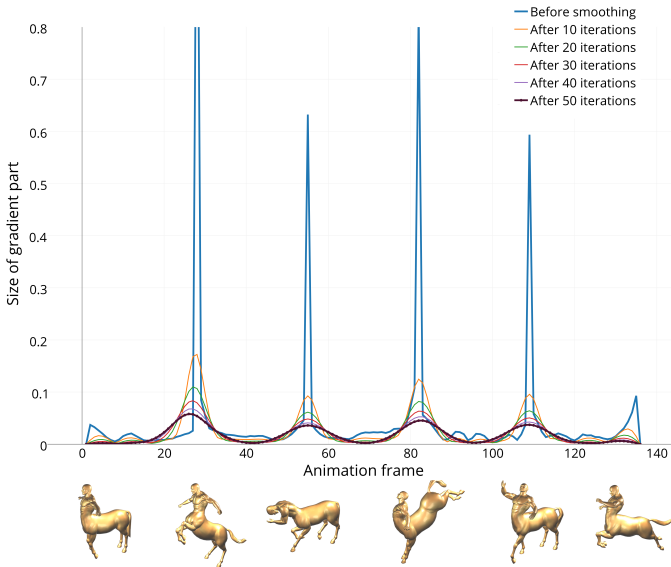 Before smoothing
After 10 iterations
After 20 iterations
After 30 iterations
After 40 iterations
After 50 iterations
Size of gradient part
0.8
0.7
0.6
0.5
0.4
0.3
0.2
0.1
0
0 20 40 60 80 100 120 140
Animation frame